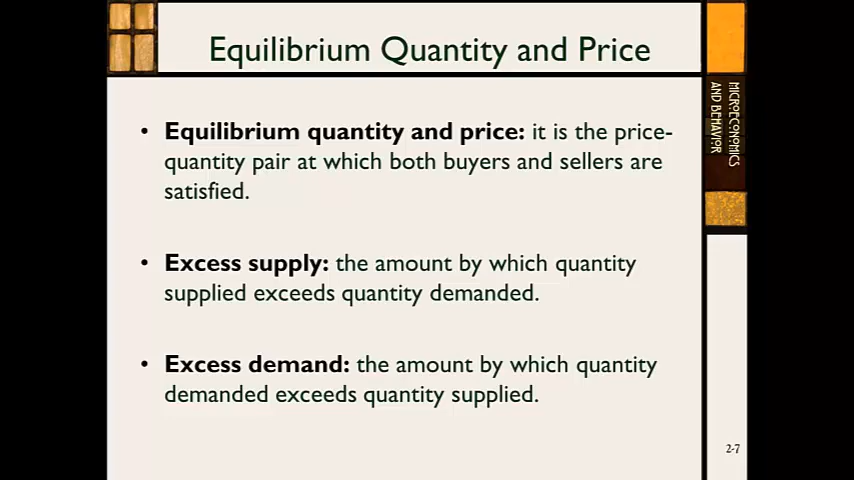 Equilibrium Quantity and Price
• Equilibrium quantity and price: it is the price-
quantity pair at which both buyers and sellers are
satisfied.
• Excess supply: the amount by which quantity
supplied exceeds quantity demanded.
• Excess demand: the amount by which quantity
demanded exceeds quantity supplied.
MICROECONOMICS
AND BEHAVIOR
2-7